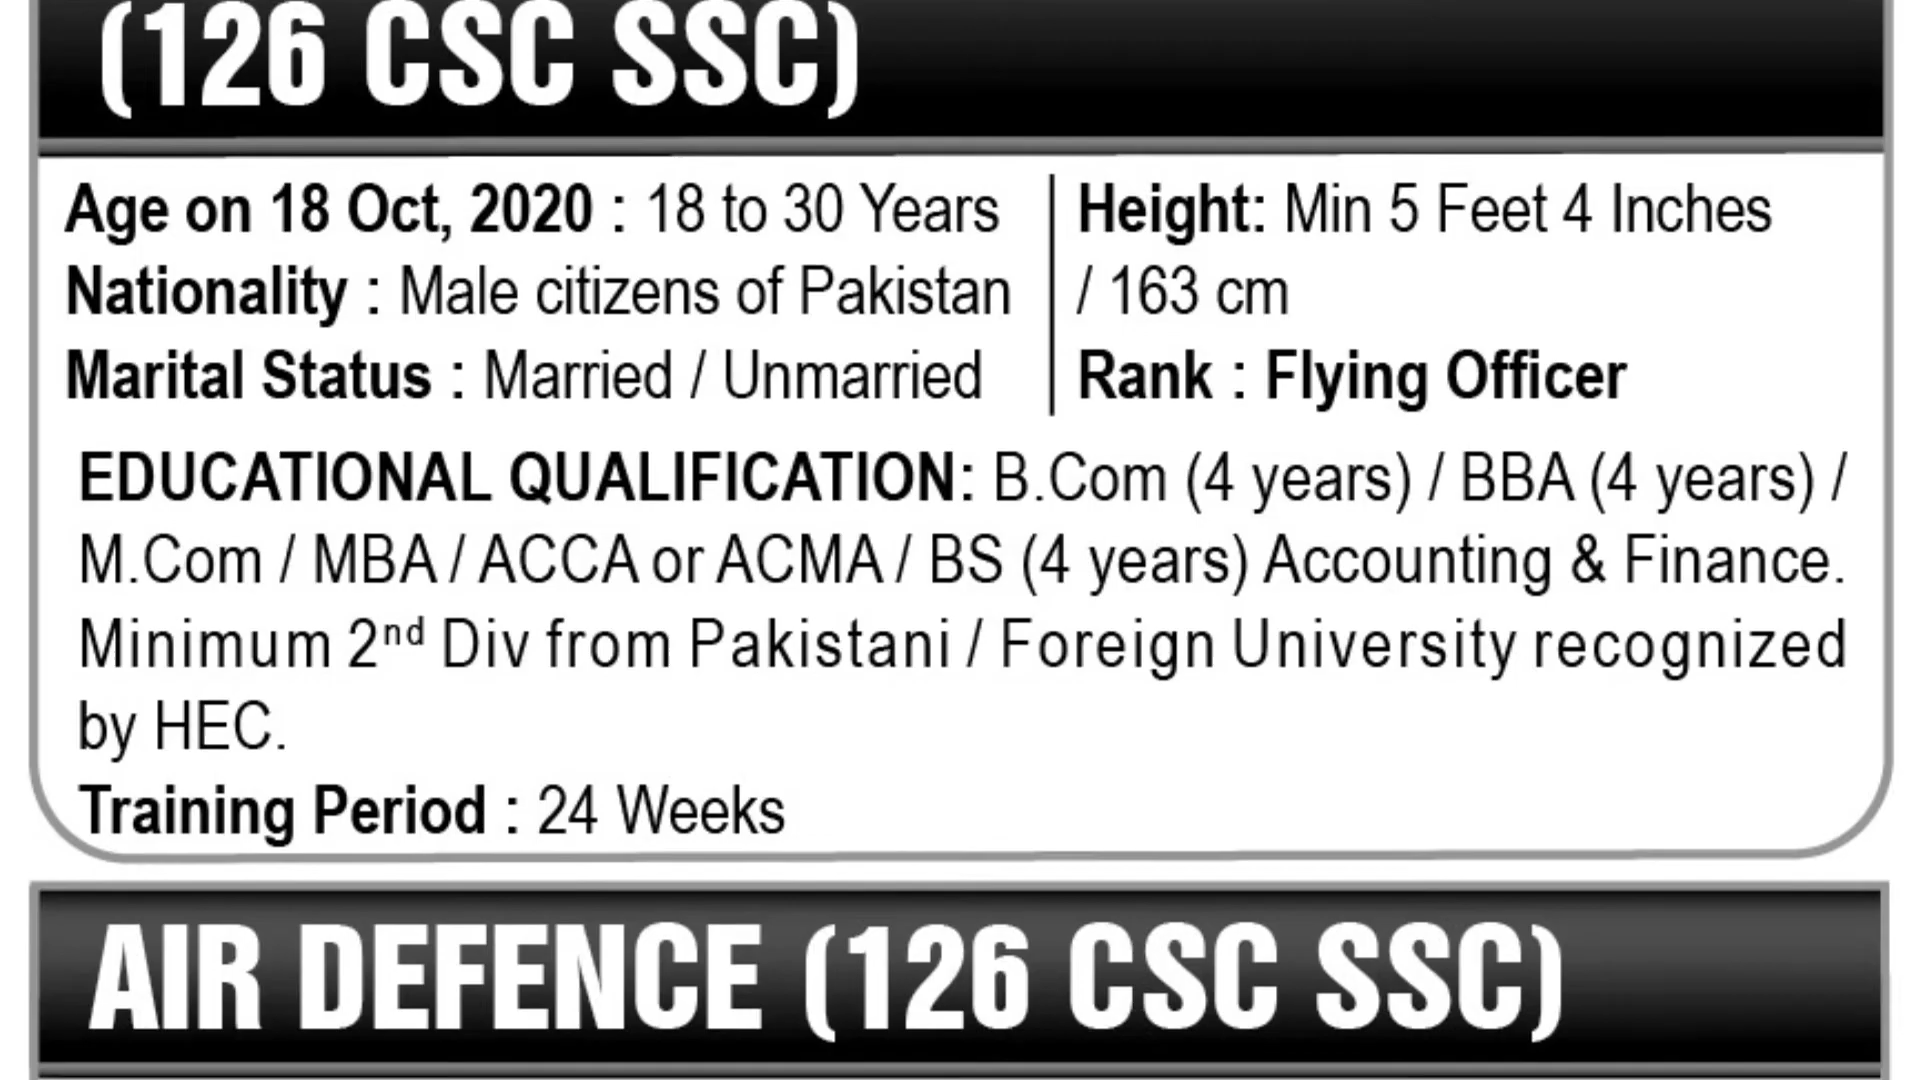 (126 CSC SSC)
Age on 18 Oct, 2020 : 18 to 30 Years
Nationality : Male citizens of Pakistan
Marital Status : Married / Unmarried
Height: Min 5 Feet 4 Inches
/ 163 cm
Rank : Flying Officer
EDUCATIONAL QUALIFICATION: B.Com (4 years) / BBA (4 years) /
M.Com / MBA / ACCA or ACMA / BS (4 years) Accounting & Finance.
Minimum 2nd Div from Pakistani / Foreign University recognized
by HEC.
Training Period : 24 Weeks
AIR DEFENCE (126 CSC SSC)